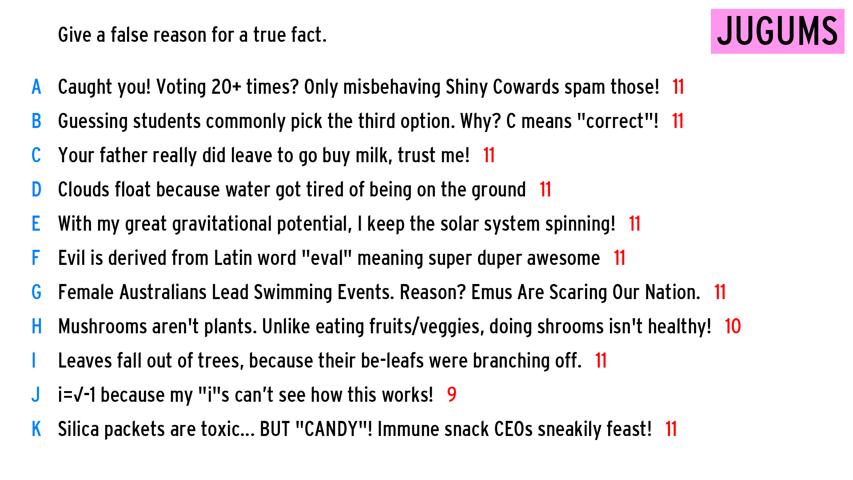 Give a false reason for a true fact.
JUGUMS
A Caught you! Voting 20+ times? Only misbehaving Shiny Cowards spam those! 11
B Guessing students commonly pick the third option. Why? C means "correct"! 11
C Your father really did leave to go buy milk, trust me! 11
D Clouds float because water got tired of being on the ground 11
E With my great gravitational potential, I keep the solar system spinning! 11
F Evil is derived from Latin word "eval" meaning super duper awesome 11
G Female Australians Lead Swimming Events. Reason? Emus Are Scaring Our Nation. 11
H Mushrooms aren't plants. Unlike eating fruits/veggies, doing shrooms isn't healthy! 10
I Leaves fall out of trees, because their be-leafs were branching off. 11
J i=√-1 because my "i"s can’t see how this works! 9
K Silica packets are toxic... BUT "CANDY"! Immune snack CEOs sneakily feast! 11